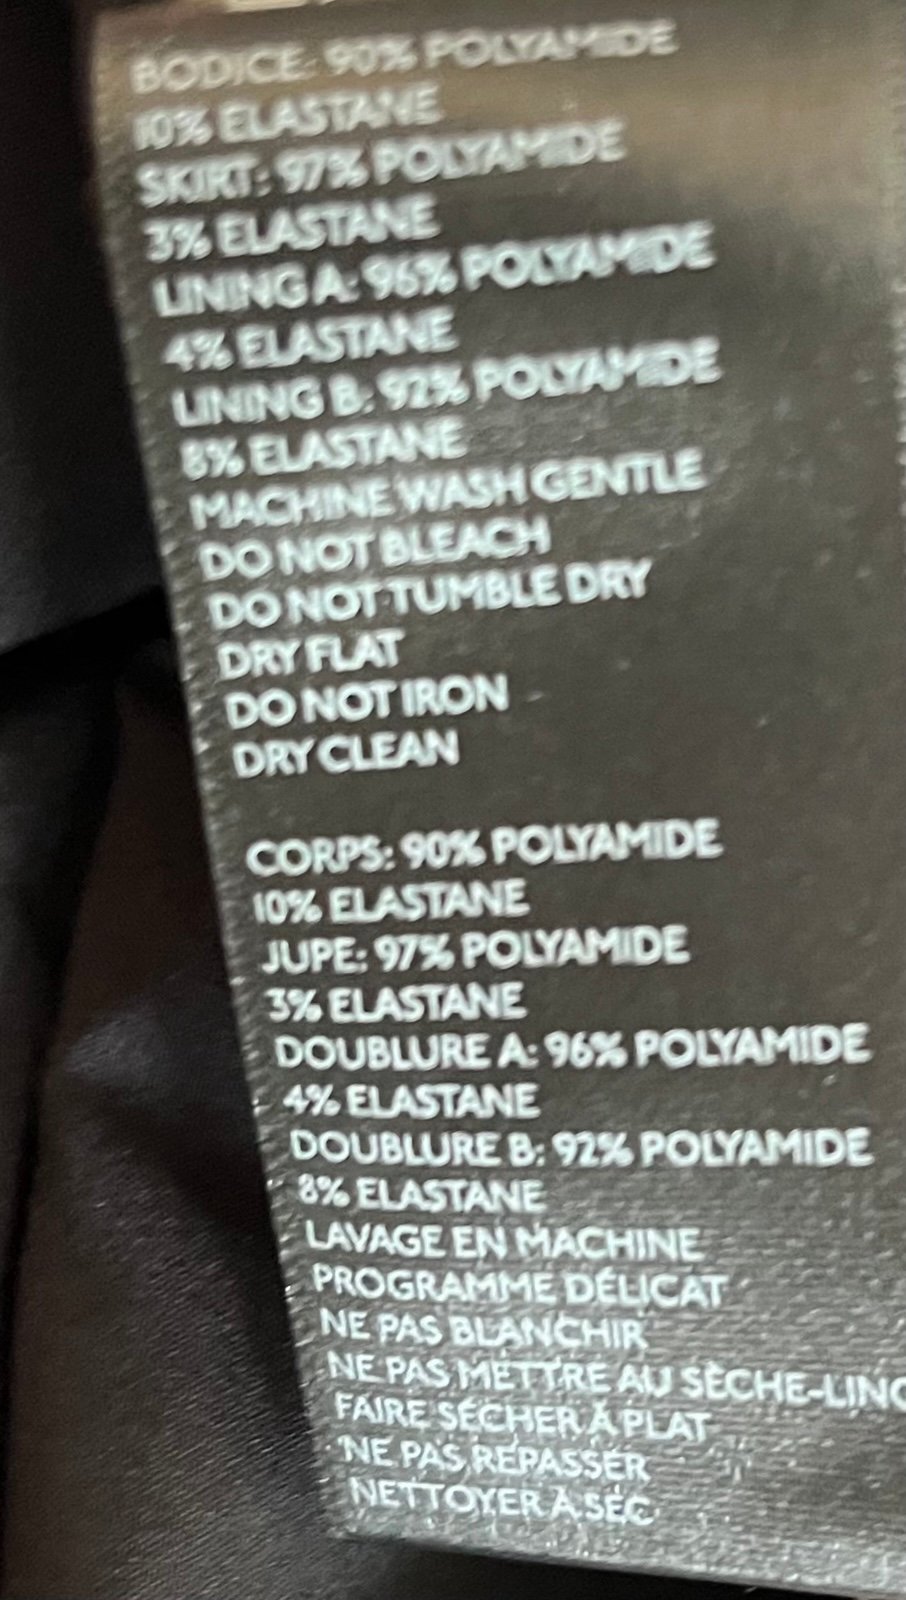 BODICE: 90% POLYAMIDE
10% ELASTANE
SKIRT: 97% POLYAMIDE
3% ELASTANE
LINING A: 96% POLYAMIDE
4% ELASTANE
LINING B: 92% POLYAMIDE
8% ELASTANE
MACHINE WASH GENTLE
DO NOT BLEACH
DO NOT TUMBLE DRY
DRY FLAT
DO NOT IRON
DRY CLEAN
CORPS: 90% POLYAMIDE
10% ELASTANE
JUPE: 97% POLYAMIDE
3% ELASTANE
DOUBLURE A: 96% POLYAMIDE
4% ELASTANE
DOUBLURE B: 92% POLYAMIDE
8% ELASTANE
LAVAGE EN MACHINE
PROGRAMME DÉLICAT
NE PAS BLANCHIR
NE PAS METTRE AU SÈCHE-LING
FAIRE SÉCHER À PLAT
NE PAS REPASSER
NETTOYER À SEC